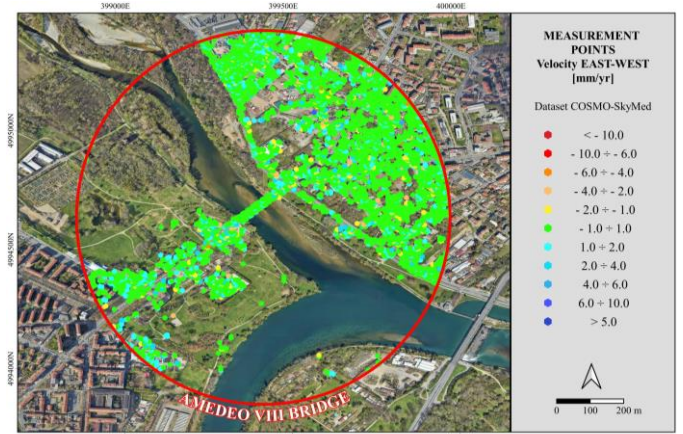 399000E
399500E
400000E
4995000N
4994500N
4994000N
AMEDEO VIII BRIDGE
MEASUREMENT
POINTS
Velocity EAST-WEST
[mm/yr]
Dataset COSMO-SkyMed
< - 10.0
- 10.0 ÷ - 6.0
- 6.0 ÷ - 4.0
- 4.0 ÷ - 2.0
- 2.0 ÷ - 1.0
- 1.0 ÷ 1.0
1.0 ÷ 2.0
2.0 ÷ 4.0
4.0 ÷ 6.0
6.0 ÷ 10.0
> 5.0
0 100 200 m